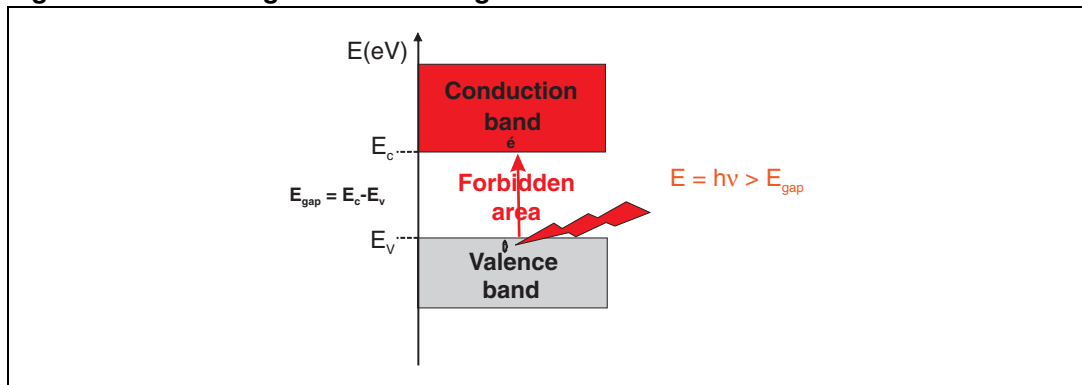 E(eV)
Conduction
band
é
E_c
Forbidden
area
E = hν > E_gap
E_gap = E_c-E_v
E_V
Valence
band